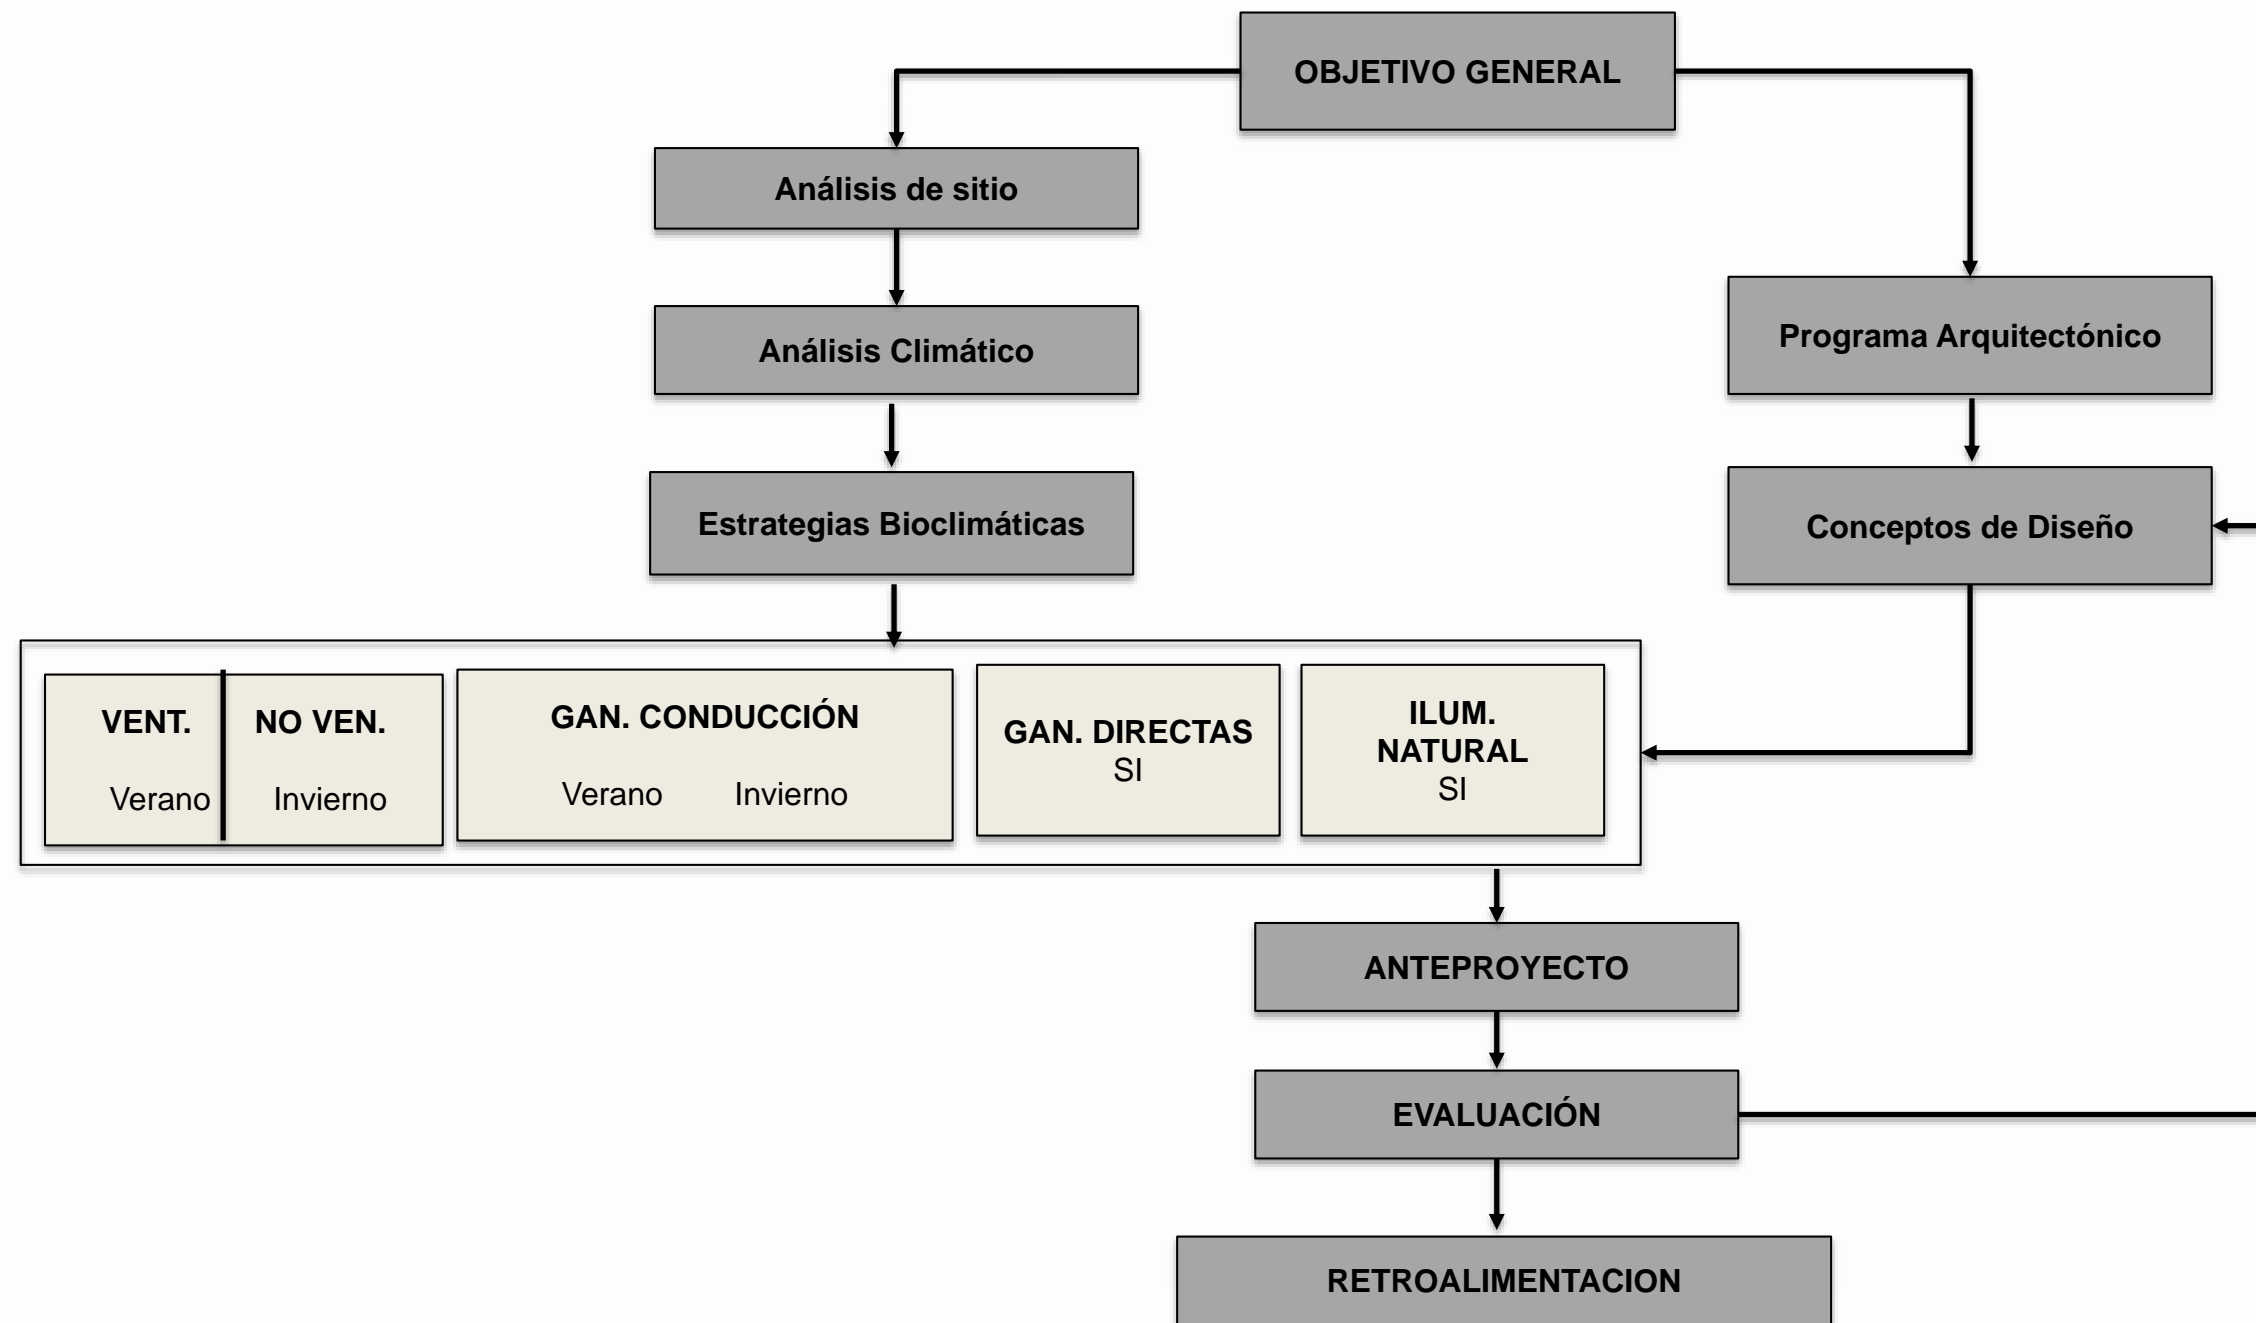 OBJETIVO GENERAL
Análisis de sitio
Análisis Climático
Programa Arquitectónico
Estrategias Bioclimáticas
Conceptos de Diseño
VENT.
Verano
NO VEN.
Invierno
GAN. CONDUCCIÓN
Verano Invierno
GAN. DIRECTAS
SI
ILUM.
NATURAL
SI
ANTEPROYECTO
EVALUACIÓN
RETROALIMENTACION